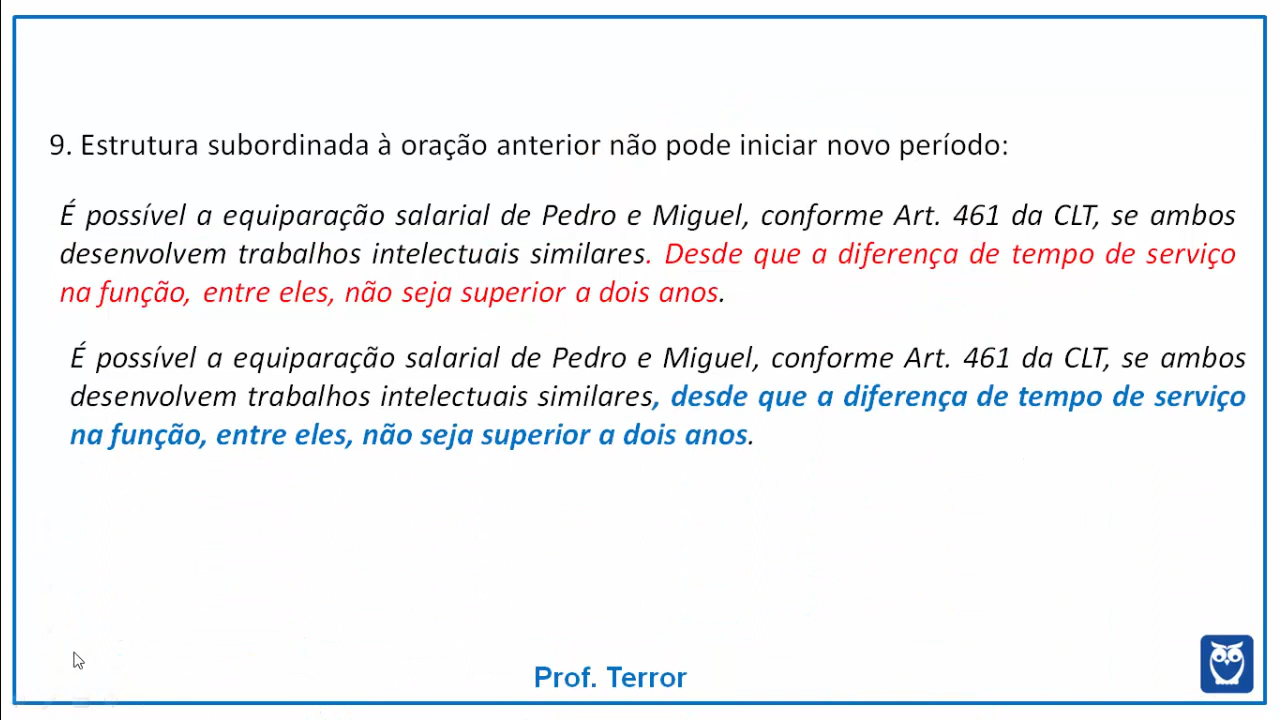 9. Estrutura subordinada à oração anterior não pode iniciar novo período:
É possível a equiparação salarial de Pedro e Miguel, conforme Art. 461 da CLT, se ambos
desenvolvem trabalhos intelectuais similares. Desde que a diferença de tempo de serviço
na função, entre eles, não seja superior a dois anos.
É possível a equiparação salarial de Pedro e Miguel, conforme Art. 461 da CLT, se ambos
desenvolvem trabalhos intelectuais similares, desde que a diferença de tempo de serviço
na função, entre eles, não seja superior a dois anos.
Prof. Terror